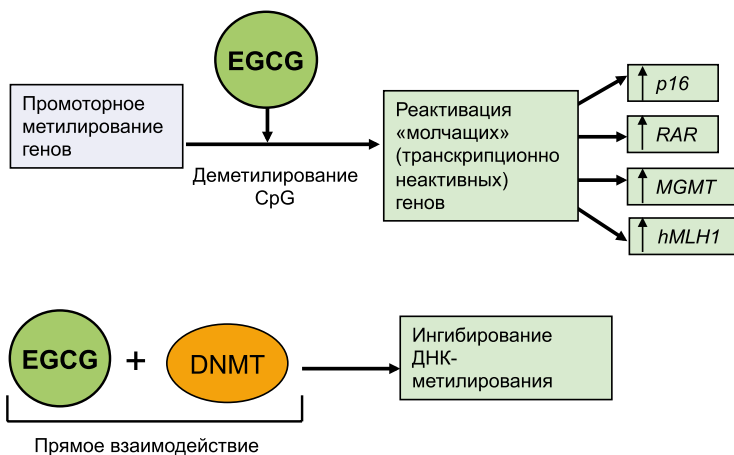 EGCG
Промоторное
метилирование
генов
Деметилирование
CpG
Реактивация
«молчащих»
(транскрипционно
неактивных)
генов
p16
RAR
MGMT
hMLH1
EGCG
+
DNMT
Ингибирование
ДНК-
метилирования
Прямое взаимодействие